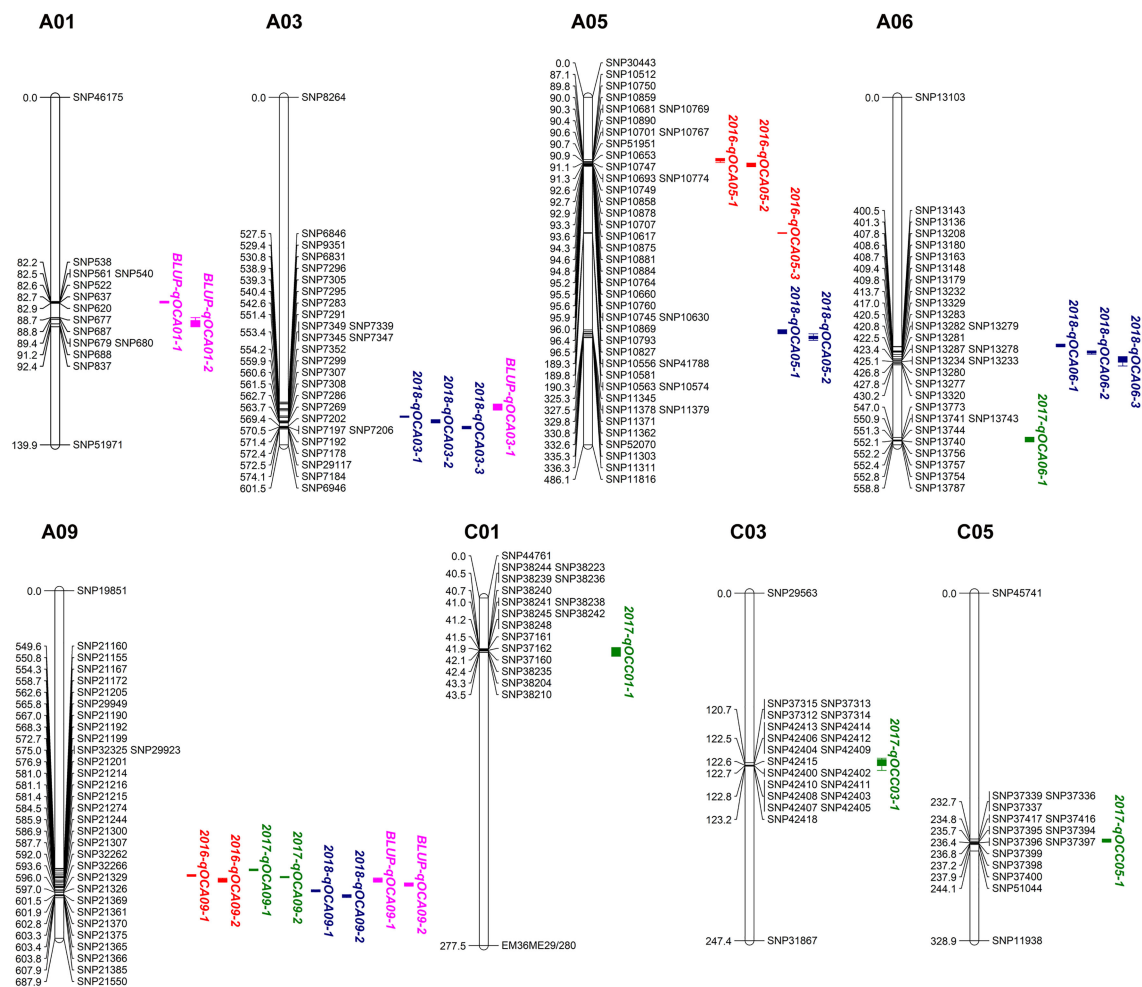 A01
0.0 SNP46175
82.2 SNP538
82.5 SNP561 SNP540
82.6 SNP522
82.7 SNP637
82.9 SNP620
88.7 SNP677
88.8 SNP687
89.4 SNP679 SNP680
91.2 SNP688
92.4 SNP837
139.9 SNP51971
BLUP-qOCA01-1
BLUP-qOCA01-2
A03
0.0 SNP8264
527.5 SNP6846
529.4 SNP9351
530.8 SNP6831
538.9 SNP7296
539.3 SNP7305
540.4 SNP7295
542.6 SNP7283
551.4 SNP7291
553.4 SNP7349 SNP7339
SNP7345 SNP7347
554.2 SNP7352
559.9 SNP7299
560.6 SNP7307
561.5 SNP7308
562.7 SNP7286
563.7 SNP7269
569.4 SNP7202
570.5 SNP7197 SNP7206
571.4 SNP7192
572.4 SNP7178
572.5 SNP29117
574.1 SNP7184
601.5 SNP6946
2018-qOCA03-1
2018-qOCA03-2
2018-qOCA03-3
BLUP-qOCA03-1
A05
0.0 SNP30443
87.1 SNP10512
89.8 SNP10750
90.0 SNP10859
90.3 SNP10681 SNP10769
90.4 SNP10890
90.6 SNP10701 SNP10767
90.7 SNP51951
90.9 SNP10653
91.1 SNP10747
91.3 SNP10693 SNP10774
92.6 SNP10749
92.7 SNP10858
92.9 SNP10878
93.3 SNP10707
93.6 SNP10617
94.3 SNP10875
94.6 SNP10881
94.8 SNP10884
95.2 SNP10764
95.5 SNP10660
95.6 SNP10760
95.9 SNP10745 SNP10630
96.0 SNP10869
96.4 SNP10793
96.5 SNP10827
189.3 SNP10556 SNP41788
189.8 SNP10581
190.3 SNP10563 SNP10574
325.3 SNP11345
327.5 SNP11378 SNP11379
329.8 SNP11371
330.8 SNP11362
332.6 SNP52070
335.3 SNP11303
336.3 SNP11311
486.1 SNP11816
2016-qOCA05-1
2016-qOCA05-2
2016-qOCA05-3
2018-qOCA05-1
2018-qOCA05-2
A06
0.0 SNP13103
400.5 SNP13143
401.3 SNP13136
407.8 SNP13208
408.6 SNP13180
408.7 SNP13163
409.4 SNP13148
409.8 SNP13179
413.7 SNP13232
417.0 SNP13329
420.5 SNP13283
420.8 SNP13282 SNP13279
422.5 SNP13281
423.4 SNP13287 SNP13278
425.1 SNP13234 SNP13233
426.8 SNP13280
427.8 SNP13277
430.2 SNP13320
547.0 SNP13773
550.9 SNP13741 SNP13743
551.3 SNP13744
552.1 SNP13740
552.2 SNP13756
552.4 SNP13757
552.8 SNP13754
558.8 SNP13787
2018-qOCA06-1
2018-qOCA06-2
2018-qOCA06-3
2017-qOCA06-1
A09
0.0 SNP19851
549.6 SNP21160
550.8 SNP21155
554.3 SNP21167
558.7 SNP21172
562.6 SNP21205
565.8 SNP29949
567.0 SNP21190
568.3 SNP21192
572.7 SNP21199
575.0 SNP32325 SNP29923
576.9 SNP21201
581.0 SNP21214
581.1 SNP21216
581.4 SNP21215
584.5 SNP21274
585.9 SNP21244
586.9 SNP21300
587.7 SNP21307
592.0 SNP32262
593.6 SNP32266
596.0 SNP21329
597.0 SNP21326
601.5 SNP21369
601.9 SNP21361
602.8 SNP21370
603.3 SNP21375
603.4 SNP21365
603.8 SNP21366
607.9 SNP21385
687.9 SNP21550
2016-qOCA09-1
2016-qOCA09-2
2017-qOCA09-1
2017-qOCA09-2
2018-qOCA09-1
2018-qOCA09-2
BLUP-qOCA09-1
BLUP-qOCA09-2
C01
0.0 SNP44761
40.5 SNP38244 SNP38223
SNP38239 SNP38236
40.7 SNP38240
41.0 SNP38241 SNP38238
41.2 SNP38245 SNP38242
SNP38248
41.5 SNP37161
41.9 SNP37162
42.1 SNP37160
42.4 SNP38235
43.3 SNP38204
43.5 SNP38210
277.5 EM36ME29/280
2017-qOCC01-1
C03
0.0 SNP29563
120.7 SNP37315 SNP37313
SNP37312 SNP37314
122.5 SNP42413 SNP42414
SNP42406 SNP42412
SNP42404 SNP42409
122.6 SNP42415
122.7 SNP42400 SNP42402
122.8 SNP42410 SNP42411
SNP42408 SNP42403
SNP42407 SNP42405
123.2 SNP42418
247.4 SNP31867
2017-qOCC03-1
C05
0.0 SNP45741
232.7 SNP37339 SNP37336
SNP37337
234.8 SNP37417 SNP37416
235.7 SNP37395 SNP37394
236.4 SNP37396 SNP37397
236.8 SNP37399
237.2 SNP37398
237.9 SNP37400
244.1 SNP51044
328.9 SNP11938
2017-qOCC05-1